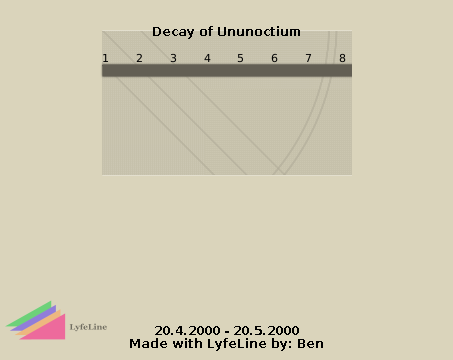 Decay of Ununoctium
1 2 3 4 5 6 7 8
LyfeLine
20.4.2000 - 20.5.2000
Made with LyfeLine by: Ben